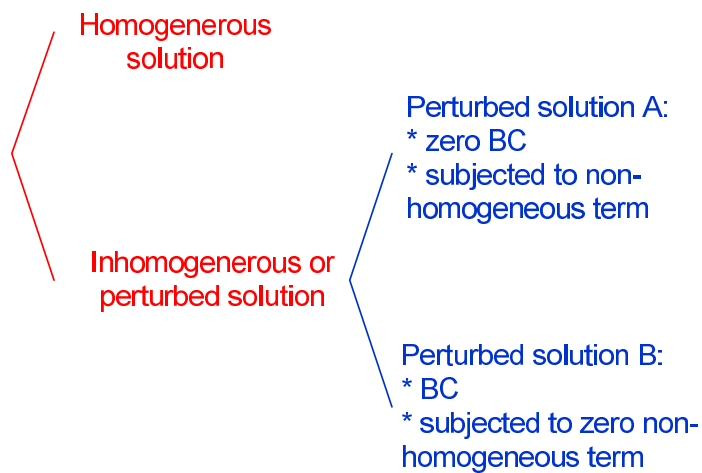 Homogenerous
solution
Perturbed solution A:
* zero BC
* subjected to non-
homogeneous term
Inhomogenerous or
perturbed solution
Perturbed solution B:
* BC
* subjected to zero non-
homogeneous term